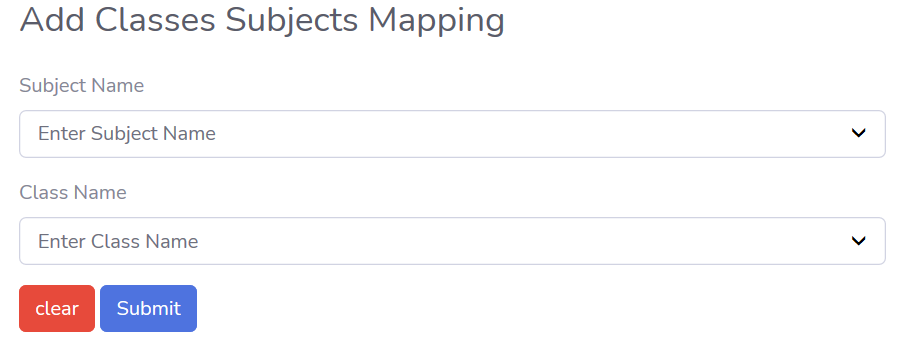 Add Classes Subjects Mapping
Subject Name
Enter Subject Name
Class Name
Enter Class Name
clear Submit